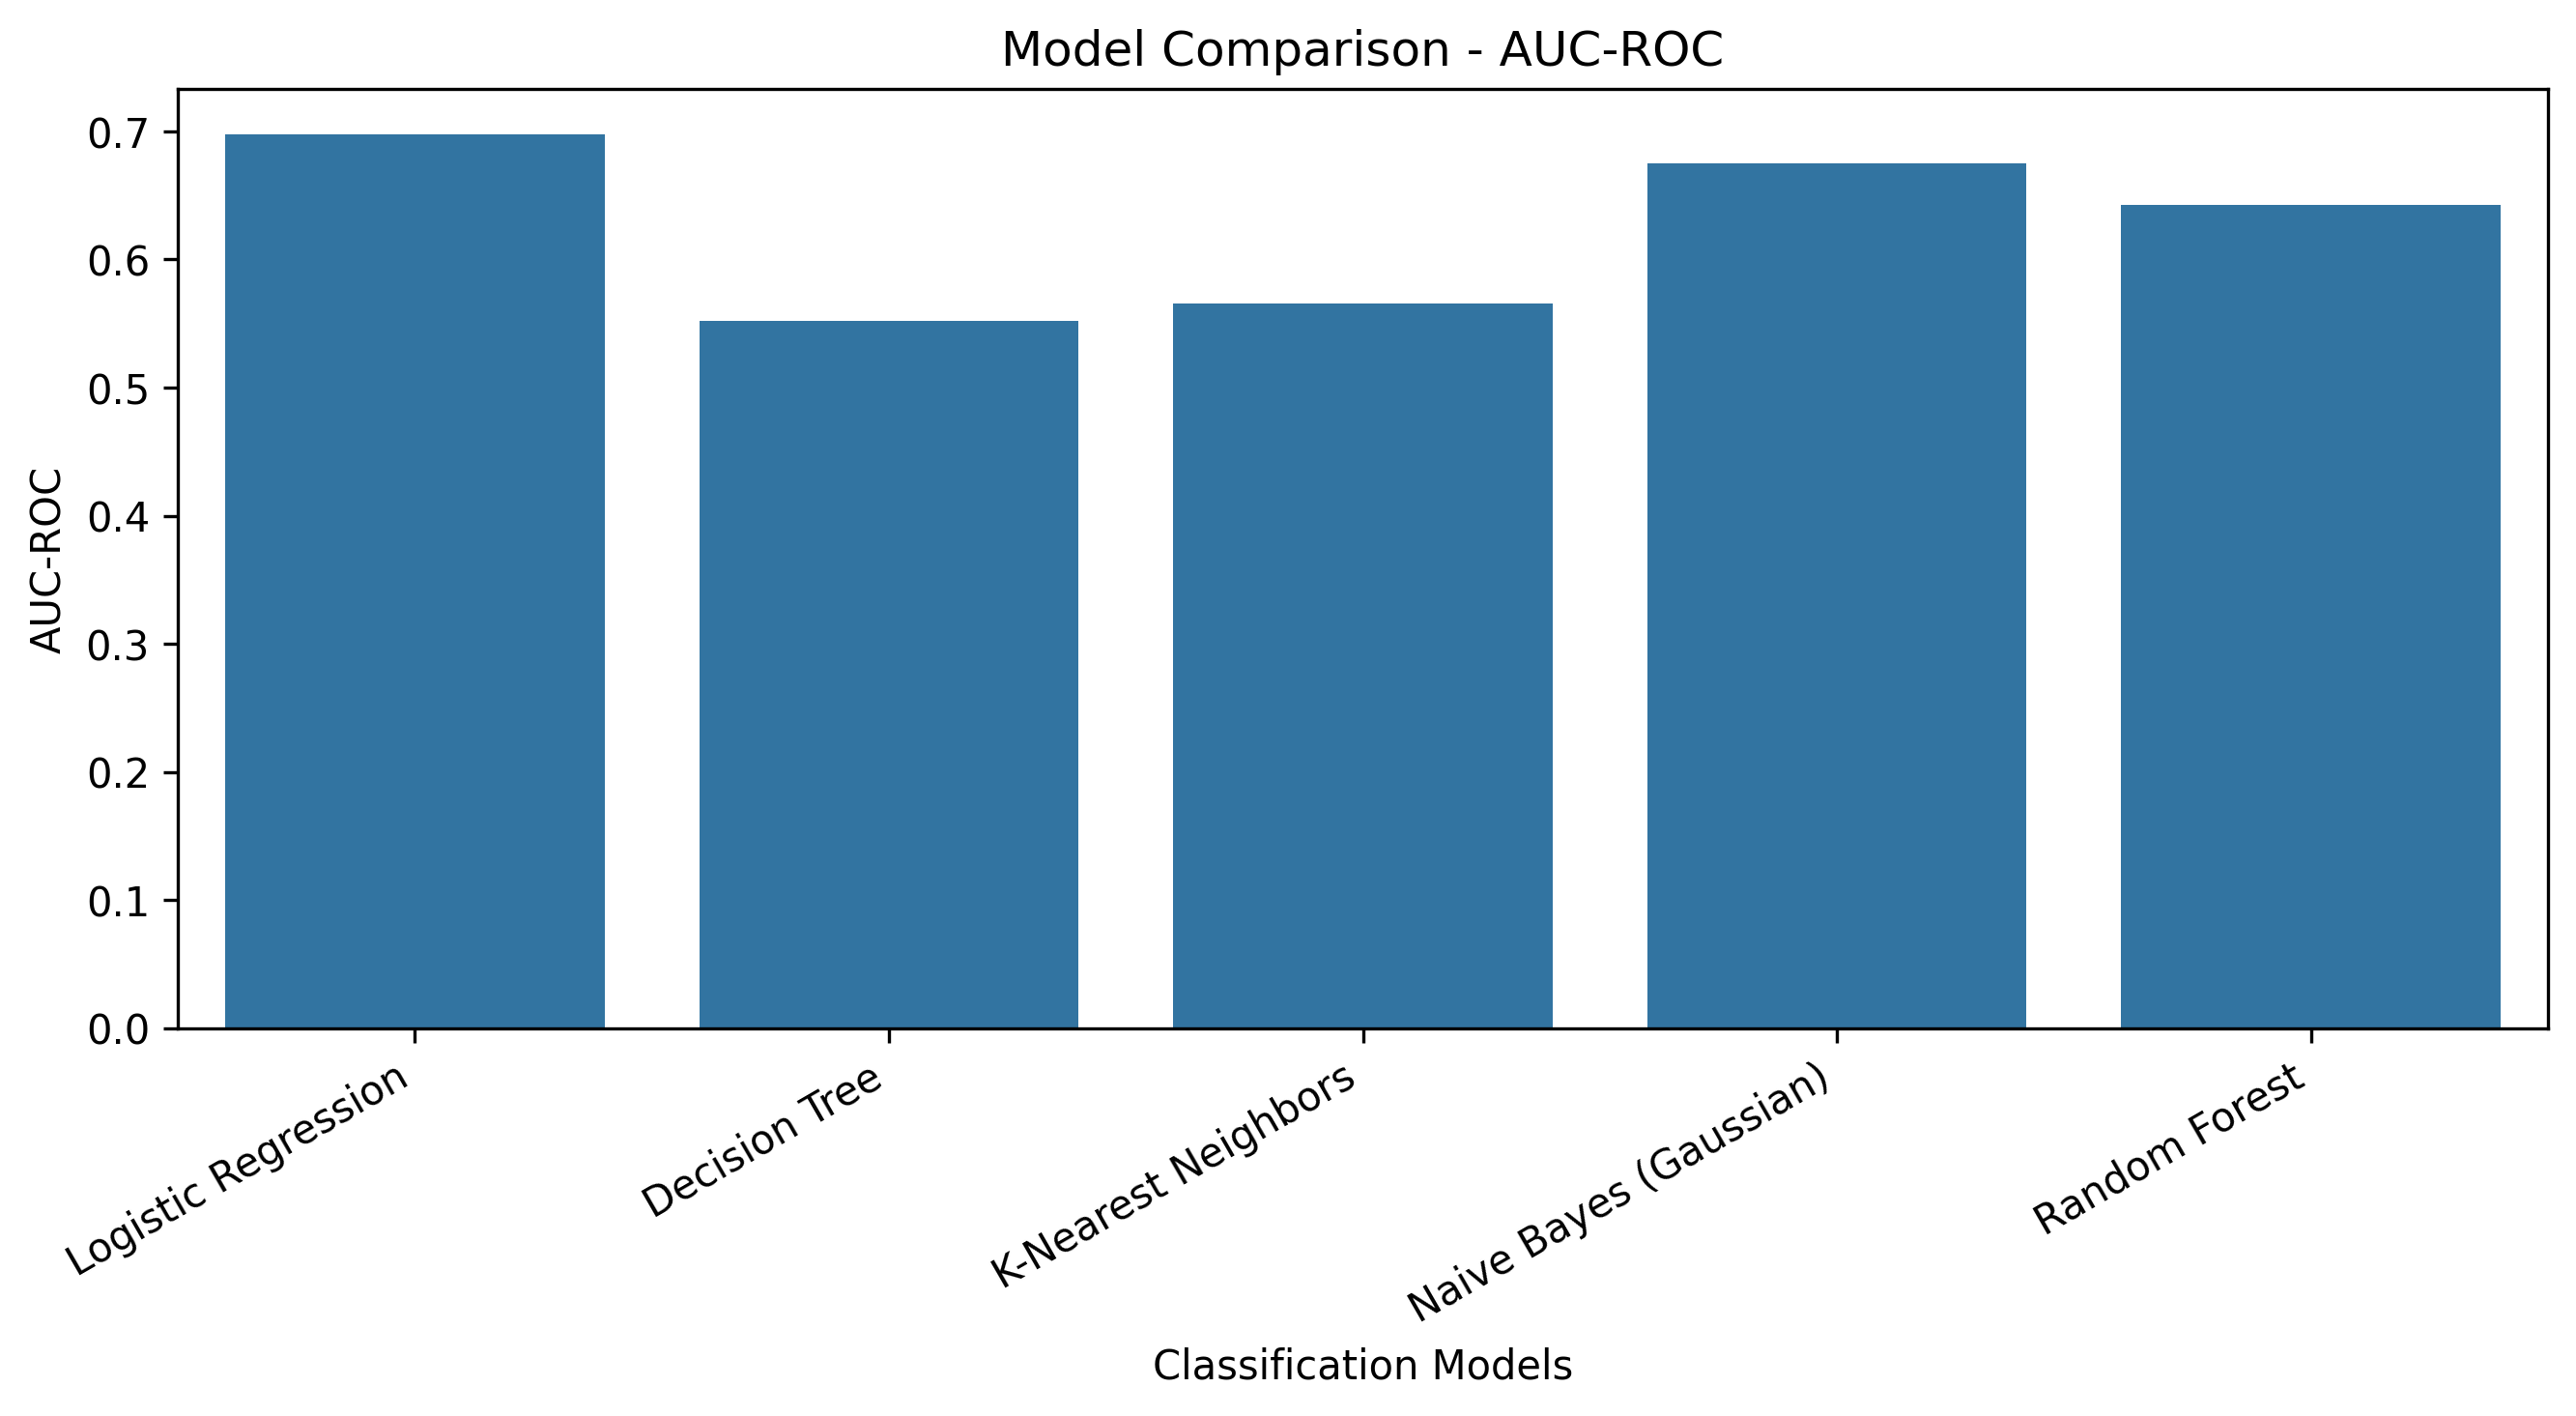 Model Comparison - AUC-ROC
AUC-ROC
0.7
0.6
0.5
0.4
0.3
0.2
0.1
0.0
Logistic Regression
Decision Tree
K-Nearest Neighbors
Naive Bayes (Gaussian)
Random Forest
Classification Models